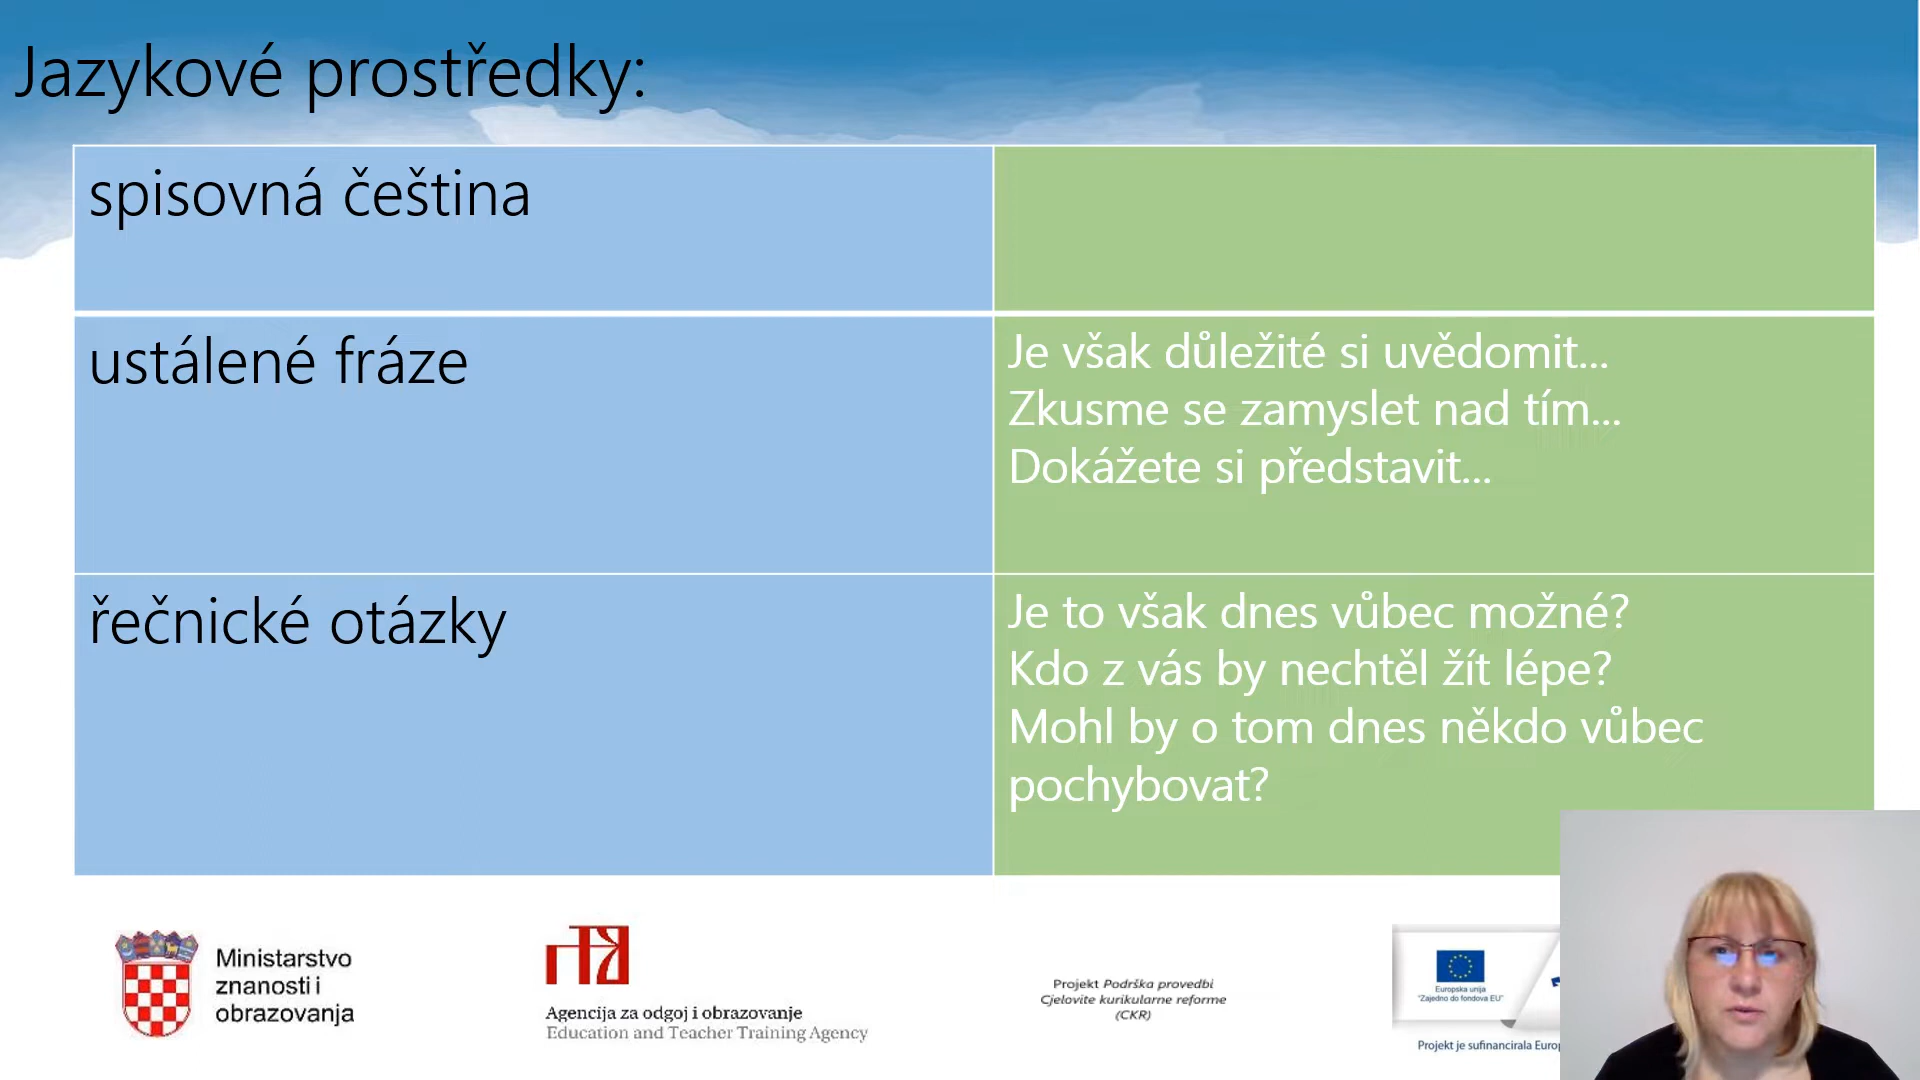 Jazykové prostředky:
spisovná čeština
ustálené fráze
Je však důležité si uvědomit...
Zkusme se zamyslet nad tím...
Dokážete si představit...
řečnické otázky
Je to však dnes vůbec možné?
Kdo z vás by nechtěl žít lépe?
Mohl by o tom dnes někdo vůbec
pochybovat?
Ministarstvo
znanosti i
obrazovanja
Agencija za odgoj i obrazovanje
Education and Teacher Training Agency
Projekt Podrška provedbi
Cjelovite kurikularne reforme
(CKR)
Europska unija
"Zajedno do fondova EU"
Projekt je sufinancirala